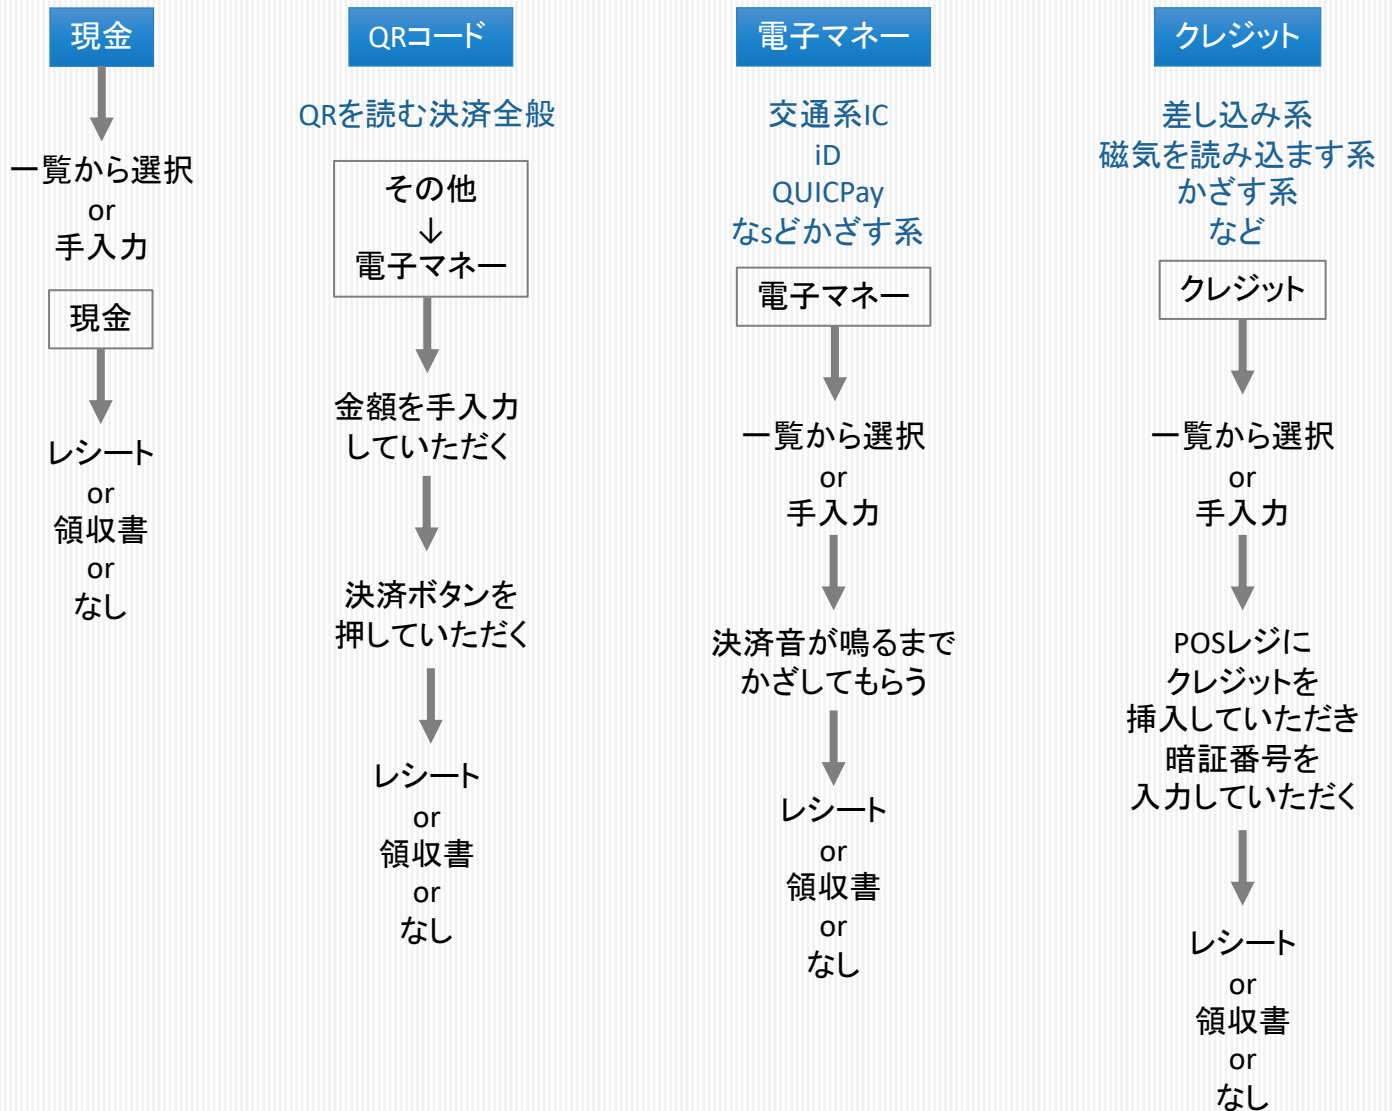 現金
一覧から選択
or
手入力
現金
レシート
or
領収書
or
なし
QRコード
QRを読む決済全般
その他
↓
電子マネー
金額を手入力
していただく
決済ボタンを
押していただく
レシート
or
領収書
or
なし
電子マネー
交通系IC
iD
QUICPay
なsどかざす系
電子マネー
一覧から選択
or
手入力
決済音が鳴るまで
かざしてもらう
レシート
or
領収書
or
なし
クレジット
差し込み系
磁気を読み込ます系
かざす系
など
クレジット
一覧から選択
or
手入力
POSレジに
クレジットを
挿入していただき
暗証番号を
入力していただく
レシート
or
領収書
or
なし